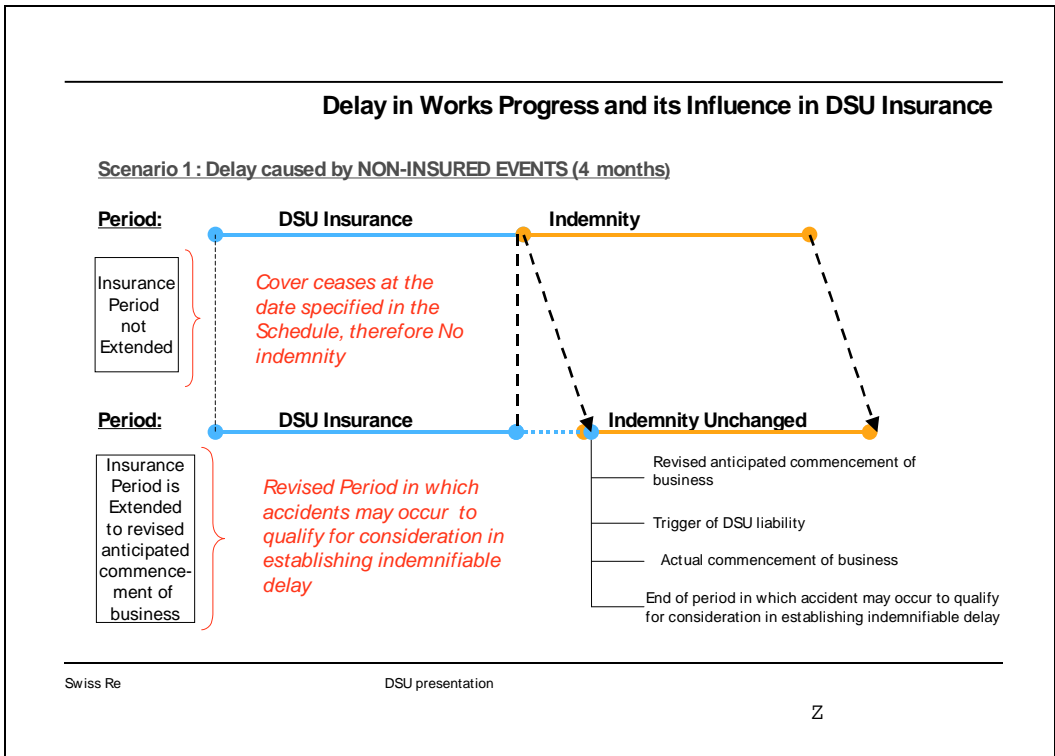 Delay in Works Progress and its Influence in DSU Insurance
Scenario 1 : Delay caused by NON-INSURED EVENTS (4 months)
Period:
DSU Insurance
Indemnity
Insurance
Period
not
Extended
Cover ceases at the
date specified in the
Schedule, therefore No
indemnity
Period:
DSU Insurance
Indemnity Unchanged
Insurance
Period is
Extended
to revised
anticipated
commence-
ment of
business
Revised Period in which
accidents may occur to
qualify for consideration in
establishing indemnifiable
delay
Revised anticipated commencement of
business
Trigger of DSU liability
Actual commencement of business
End of period in which accident may occur to qualify
for consideration in establishing indemnifiable delay
Swiss Re
DSU presentation
Z